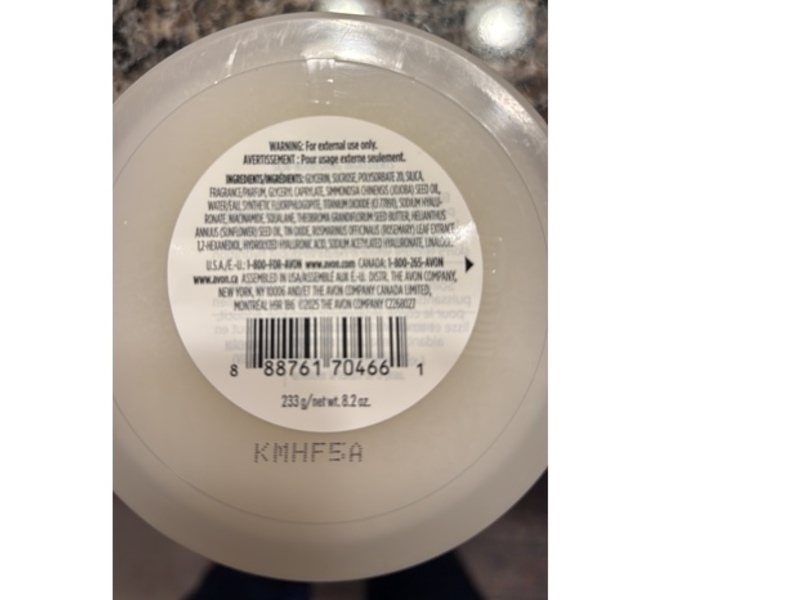 WARNING: For external use only.
AVERTISSEMENT : Pour usage externe seulement.
INGREDIENTS/INGRÉDIENTS: GLYCERIN, SUCROSE, POLYSORBATE 20, SILICA,
FRAGRANCE/PARFUM, GLYCERYL CAPRYLATE, SIMMONDSIA CHINENSIS (JOJOBA) SEED OIL,
WATER/EAU, SYNTHETIC FLUORPHLOGOPITE, TITANIUM DIOXIDE (CI 77891), SODIUM HYALU-
RONATE, NIACINAMIDE, SQUALANE, THEOBROMA GRANDIFLORUM SEED BUTTER, HELIANTHUS
ANNUUS (SUNFLOWER) SEED OIL, TIN OXIDE, ROSMARINUS OFFICINALIS (ROSEMARY) LEAF EXTRACT,
1,2-HEXANEDIOL, HYDROLYZED HYALURONIC ACID, SODIUM ACETYLATED HYALURONATE, LINALOOL
U.S.A./É.-U.: 1-800-FOR-AVON www.avon.com CANADA: 1-800-265-AVON
www.avon.ca ASSEMBLED IN USA/ASSEMBLÉ AUX É.-U. DISTR. THE AVON COMPANY,
NEW YORK, NY 10006 AND/ET THE AVON COMPANY CANADA LIMITED,
MONTRÉAL H9R 1B6 ©2025 THE AVON COMPANY C2268027
8 88761 70466 1
233 g/net wt. 8.2 oz.
KMHF5A